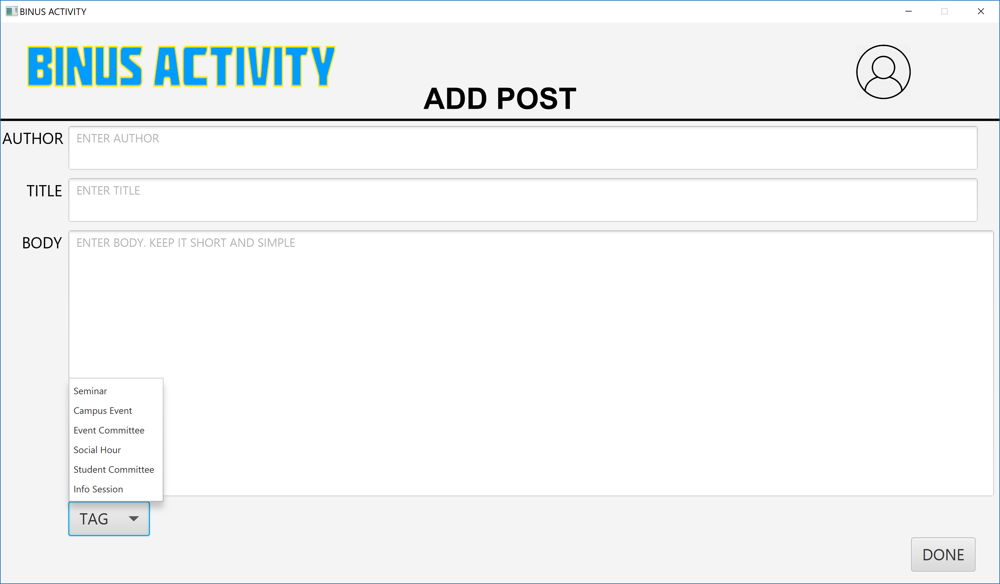 BINUS ACTIVITY
BINUS ACTIVITY
ADD POST
AUTHOR ENTER AUTHOR
TITLE ENTER TITLE
BODY ENTER BODY. KEEP IT SHORT AND SIMPLE
Seminar
Campus Event
Event Committee
Social Hour
Student Committee
Info Session
TAG
DONE